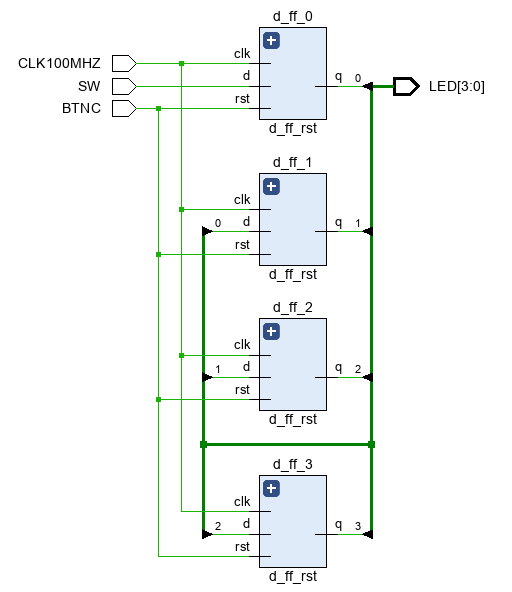 d_ff_0
CLK100MHZ
clk
SW
d
q
0
LED[3:0]
BTNC
rst
d_ff_rst
d_ff_1
clk
0
d
q
1
rst
d_ff_rst
d_ff_2
clk
1
d
q
2
rst
d_ff_rst
d_ff_3
clk
2
d
q
3
rst
d_ff_rst